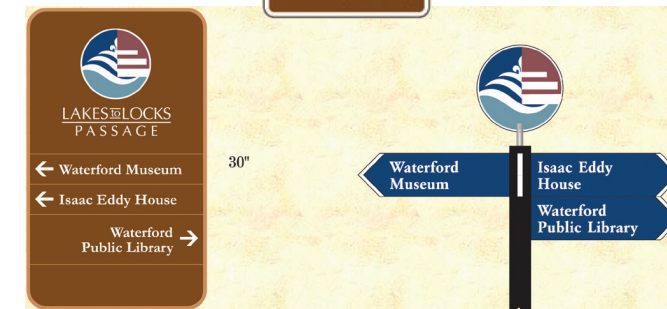 LAKES TO LOCKS
PASSAGE
← Waterford Museum
← Isaac Eddy House
Waterford
Public Library →
30"
Waterford
Museum
Isaac Eddy
House
Waterford
Public Library